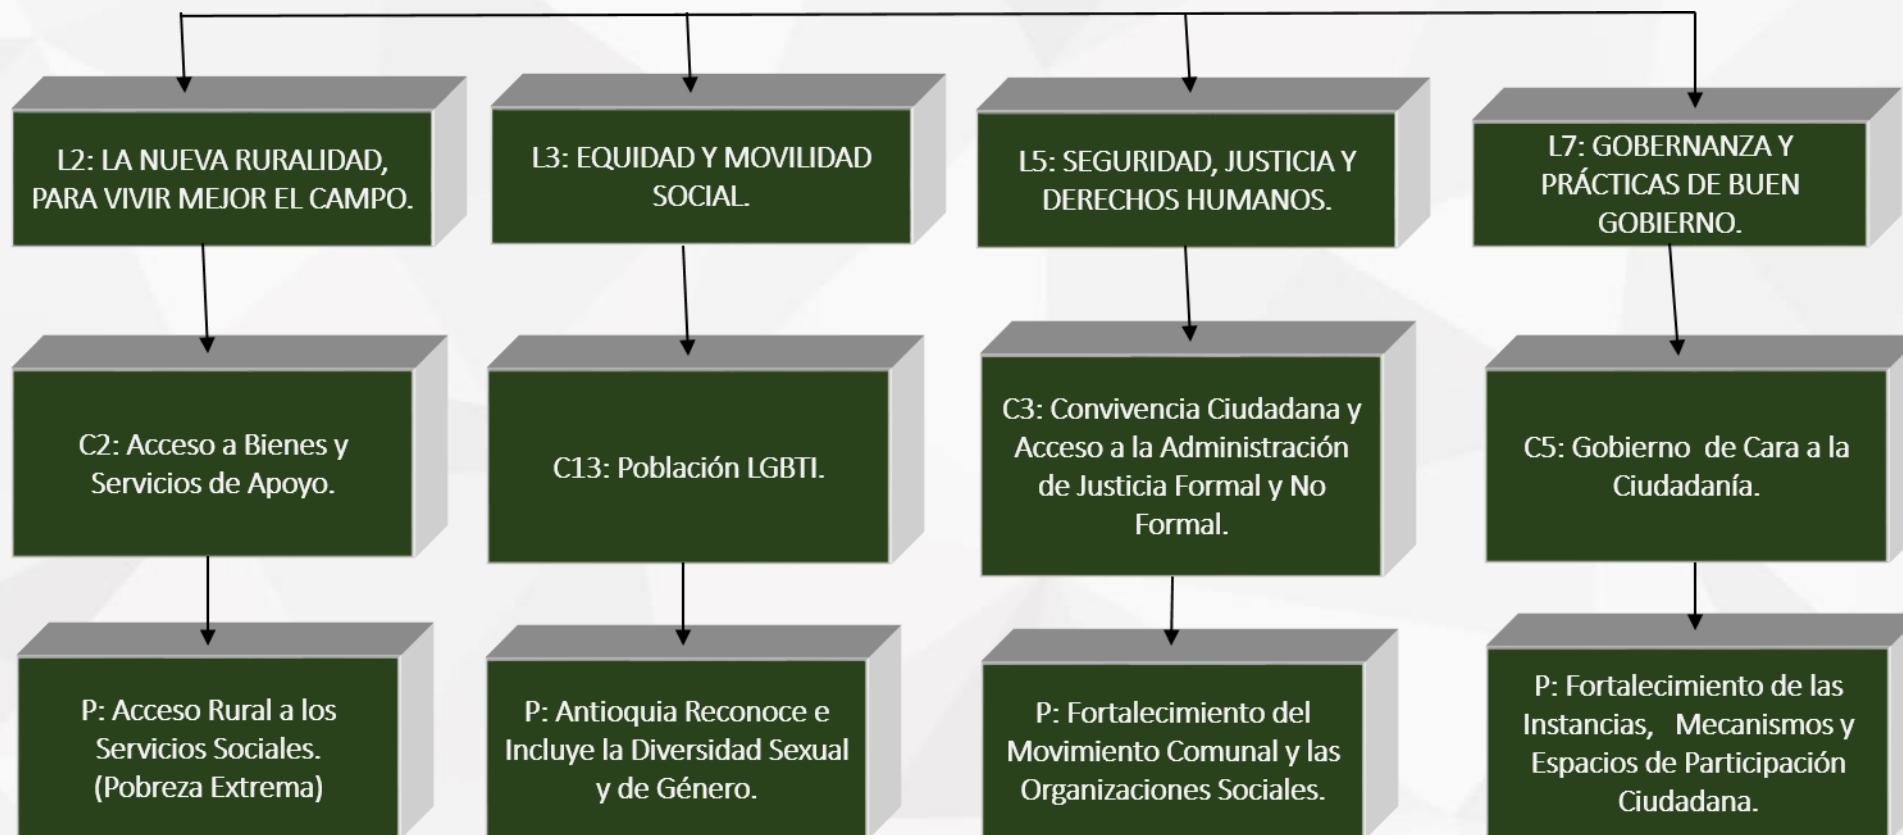 L2: LA NUEVA RURALIDAD,
PARA VIVIR MEJOR EL CAMPO.
L3: EQUIDAD Y MOVILIDAD
SOCIAL.
L5: SEGURIDAD, JUSTICIA Y
DERECHOS HUMANOS.
L7: GOBERNANZA Y
PRÁCTICAS DE BUEN
GOBIERNO.
C2: Acceso a Bienes y
Servicios de Apoyo.
C13: Población LGBTI.
C3: Convivencia Ciudadana y
Acceso a la Administración
de Justicia Formal y No
Formal.
C5: Gobierno de Cara a la
Ciudadanía.
P: Acceso Rural a los
Servicios Sociales.
(Pobreza Extrema)
P: Antioquia Reconoce e
Incluye la Diversidad Sexual
y de Género.
P: Fortalecimiento del
Movimiento Comunal y las
Organizaciones Sociales.
P: Fortalecimiento de las
Instancias, Mecanismos y
Espacios de Participación
Ciudadana.